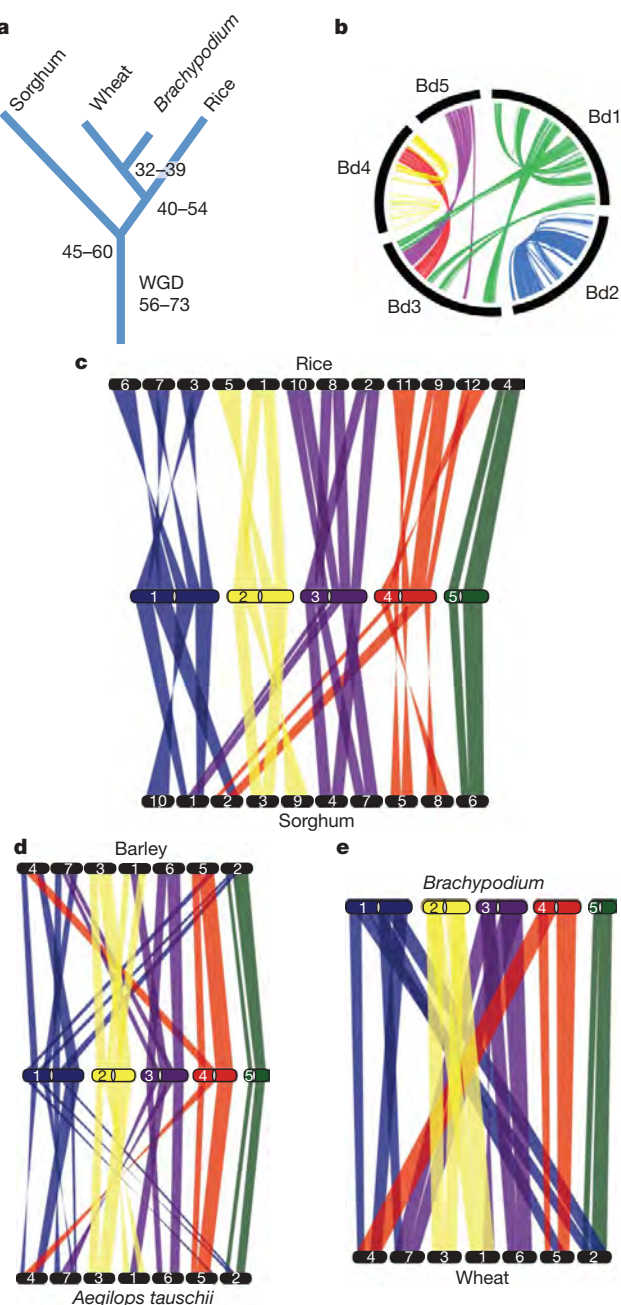 a
Sorghum
Wheat
Brachypodium
Rice
32–39
40–54
45–60
WGD
56–73
b
Bd5
Bd1
Bd4
Bd3
Bd2
c
Rice
6 7 3 5 1 10 8 2 11 9 12 4
1 2 3 4 5
10 1 2 3 9 4 7 5 8 6
Sorghum
d
Barley
4 7 3 1 6 5 2
1 2 3 4 5
4 7 3 1 6 5 2
Aegilops tauschii
e
Brachypodium
1 2 3 4 5
4 7 3 1 6 5 2
Wheat